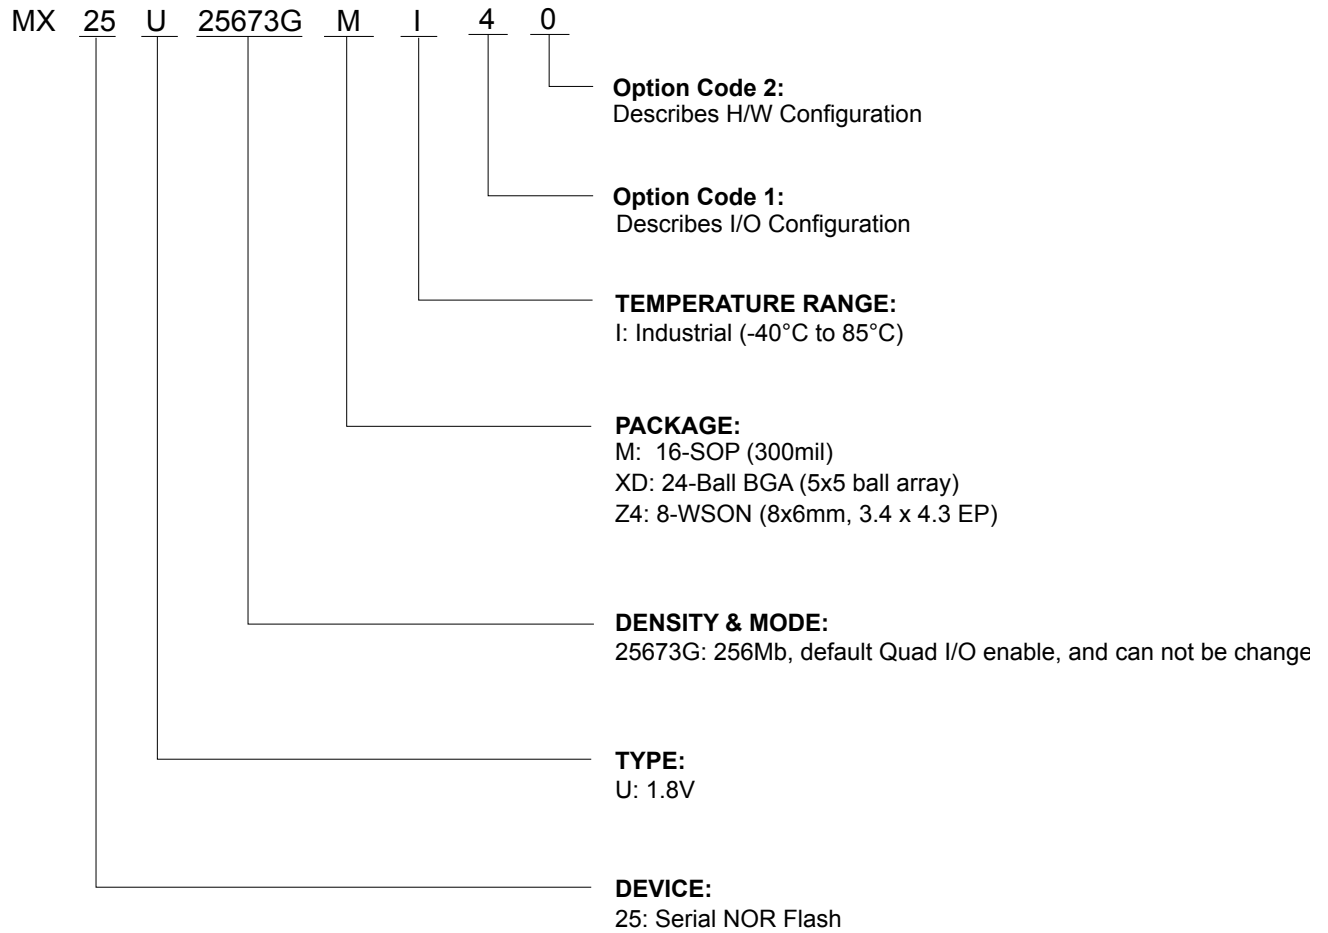 MX 25 U 25673G M I 4 0
Option Code 2:
Describes H/W Configuration
Option Code 1:
Describes I/O Configuration
TEMPERATURE RANGE:
I: Industrial (-40°C to 85°C)
PACKAGE:
M: 16-SOP (300mil)
XD: 24-Ball BGA (5x5 ball array)
Z4: 8-WSON (8x6mm, 3.4 x 4.3 EP)
DENSITY & MODE:
25673G: 256Mb, default Quad I/O enable, and can not be change
TYPE:
U: 1.8V
DEVICE:
25: Serial NOR Flash